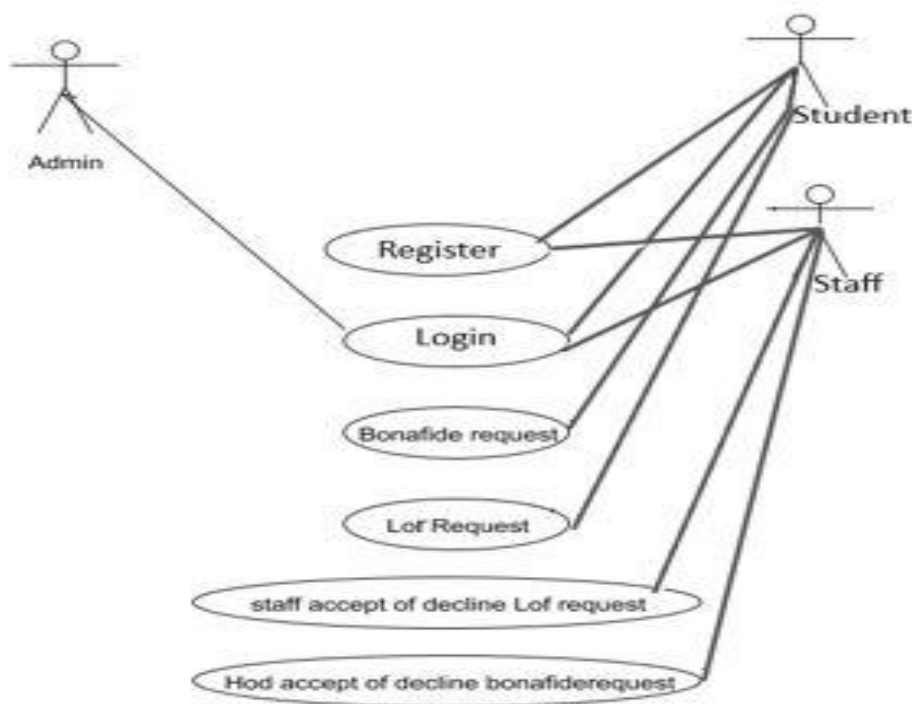 Student
Admin
Staff
Register
Login
Bonafide request
Lor Request
staff accept of decline Lof request
Hod accept of decline bonafiderequest